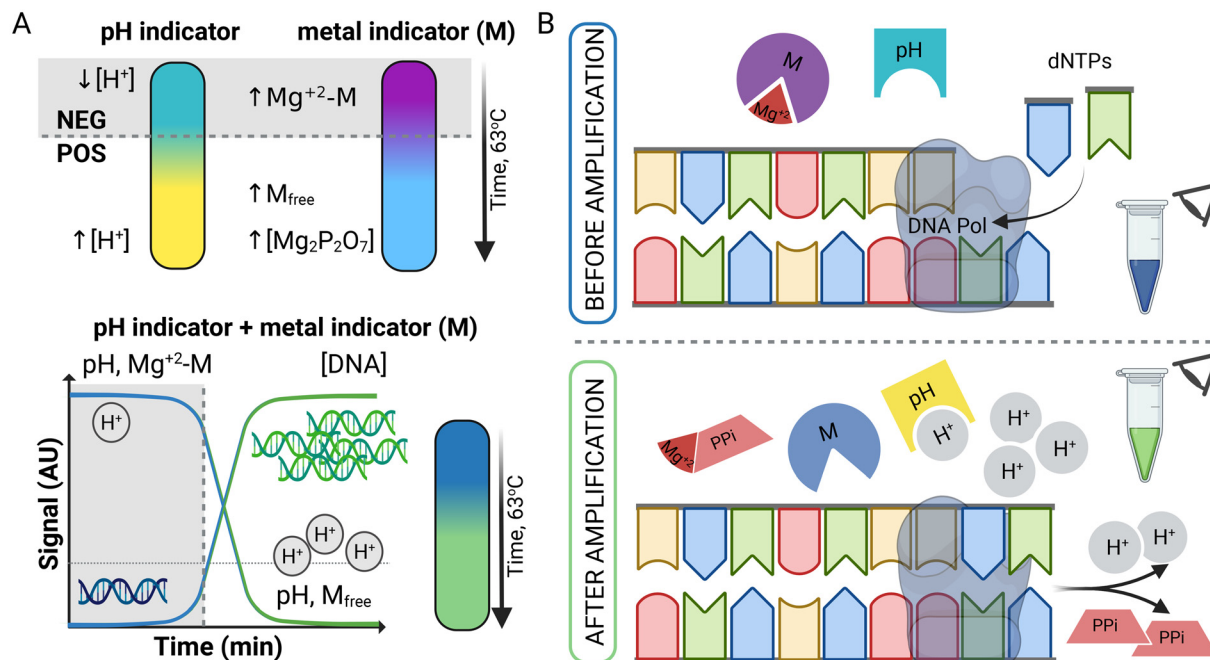 A
pH indicator
metal indicator (M)
↓[H⁺]
↑Mg⁺²-M
NEG
POS
↑M_free
↑[H⁺]
↑[Mg₂P₂O₇]
Time, 63°C
pH indicator + metal indicator (M)
pH, Mg⁺²-M
[DNA]
H⁺
H⁺
H⁺
H⁺
pH, M_free
Signal (AU)
Time (min)
Time, 63°C
B
BEFORE AMPLIFICATION
M
Mg⁺²
pH
dNTPs
DNA Pol
AFTER AMPLIFICATION
Mg⁺²
PPi
M
pH
H⁺
H⁺
H⁺
H⁺
H⁺
H⁺
PPi
PPi